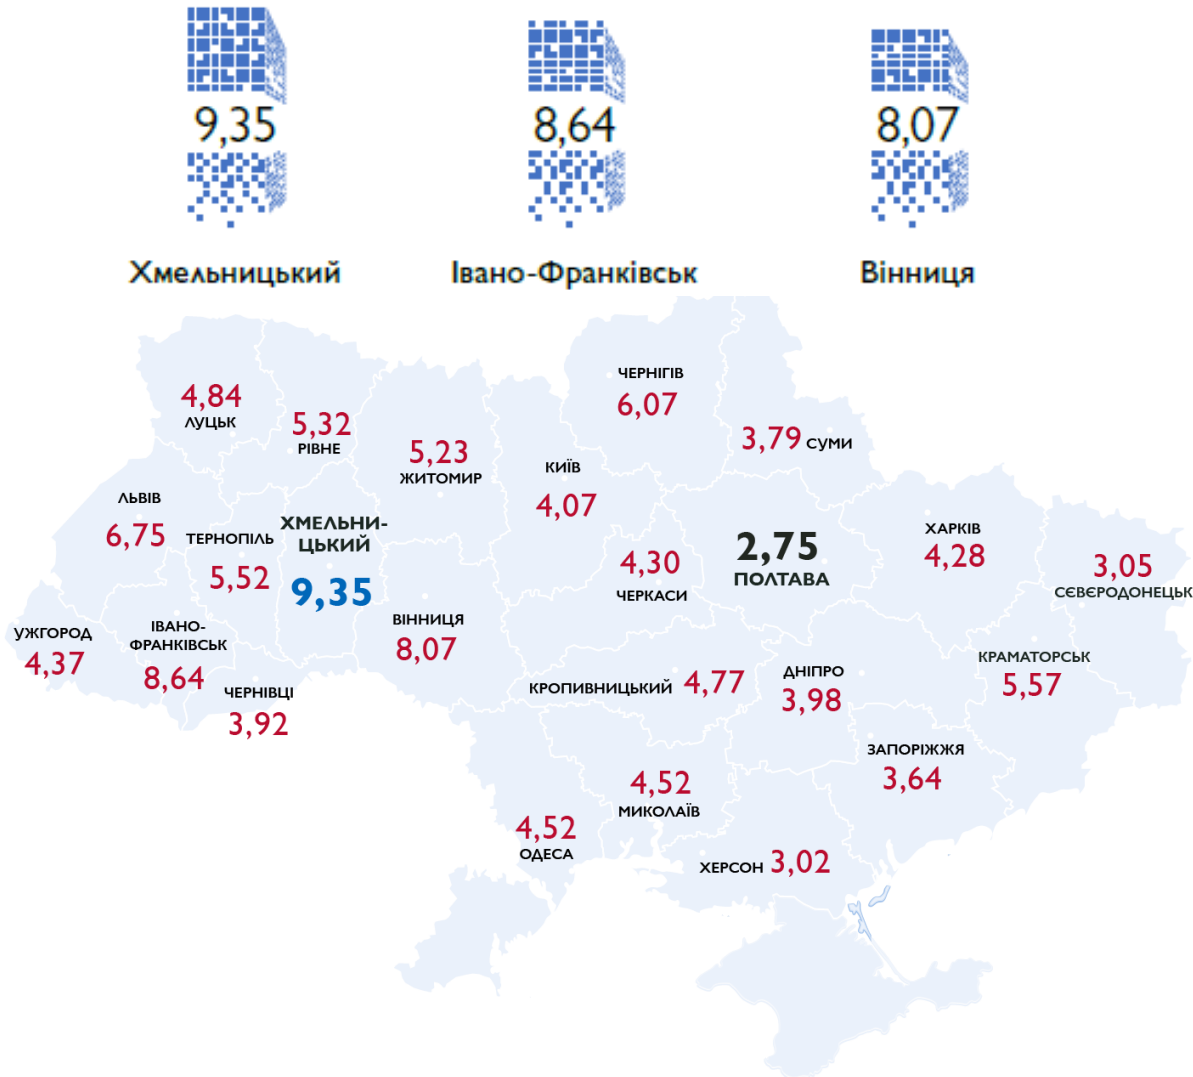 9,35
8,64
8,07
Хмельницький
Івано-Франківськ
Вінниця
ЧЕРНІГІВ
6,07
4,84
ЛУЦЬК
5,32
РІВНЕ
5,23
ЖИТОМИР
3,79 СУМИ
КИЇВ
4,07
ЛЬВІВ
6,75
ТЕРНОПІЛЬ
5,52
ХМЕЛЬНИ-
ЦЬКИЙ
9,35
2,75
ПОЛТАВА
ХАРКІВ
4,28
4,30
ЧЕРКАСИ
3,05
СЄВЄРОДОНЕЦЬК
УЖГОРОД
4,37
ІВАНО-
ФРАНКІВСЬК
8,64
ВІННИЦЯ
8,07
ЧЕРНІВЦІ
3,92
КРОПИВНИЦЬКИЙ 4,77
ДНІПРО
3,98
КРАМАТОРСЬК
5,57
ЗАПОРІЖЖЯ
3,64
4,52
МИКОЛАЇВ
4,52
ОДЕСА
ХЕРСОН 3,02